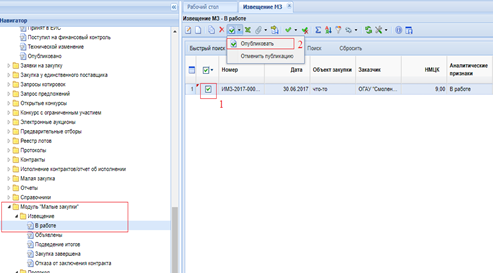 Рабочий стол
Извещение МЗ
Навигатор
Извещение МЗ - В работе
Принят в ЕИС
Поступил на финансовый контроль
Техническое изменение
Опубликовано
Заявки на закупку
Закупка у единственного поставщика
Запросы котировок
Запрос предложений
Открытые конкурсы
Конкурс с ограниченным участием
Электронные аукционы
Предварительные отборы
Реестр лотов
Протоколы
Контракты
Исполнение контрактов/отчет об исполнении
Малая закупка
Отчеты
Справочники
Модуль "Малые закупки"
Извещение
В работе
Объявлены
Подведение итогов
Закупка завершена
Отказ от заключения контракта
Опубликовать 2
Отменить публикацию
Быстрый поиск
Поиск
Сбросить
Номер Дата Объект закупки Заказчик НМЦК Аналитические признаки
1 ИМЗ-2017-000... 30.06.2017 что-то ОГАУ "Смолен... 9,00 В работе
1